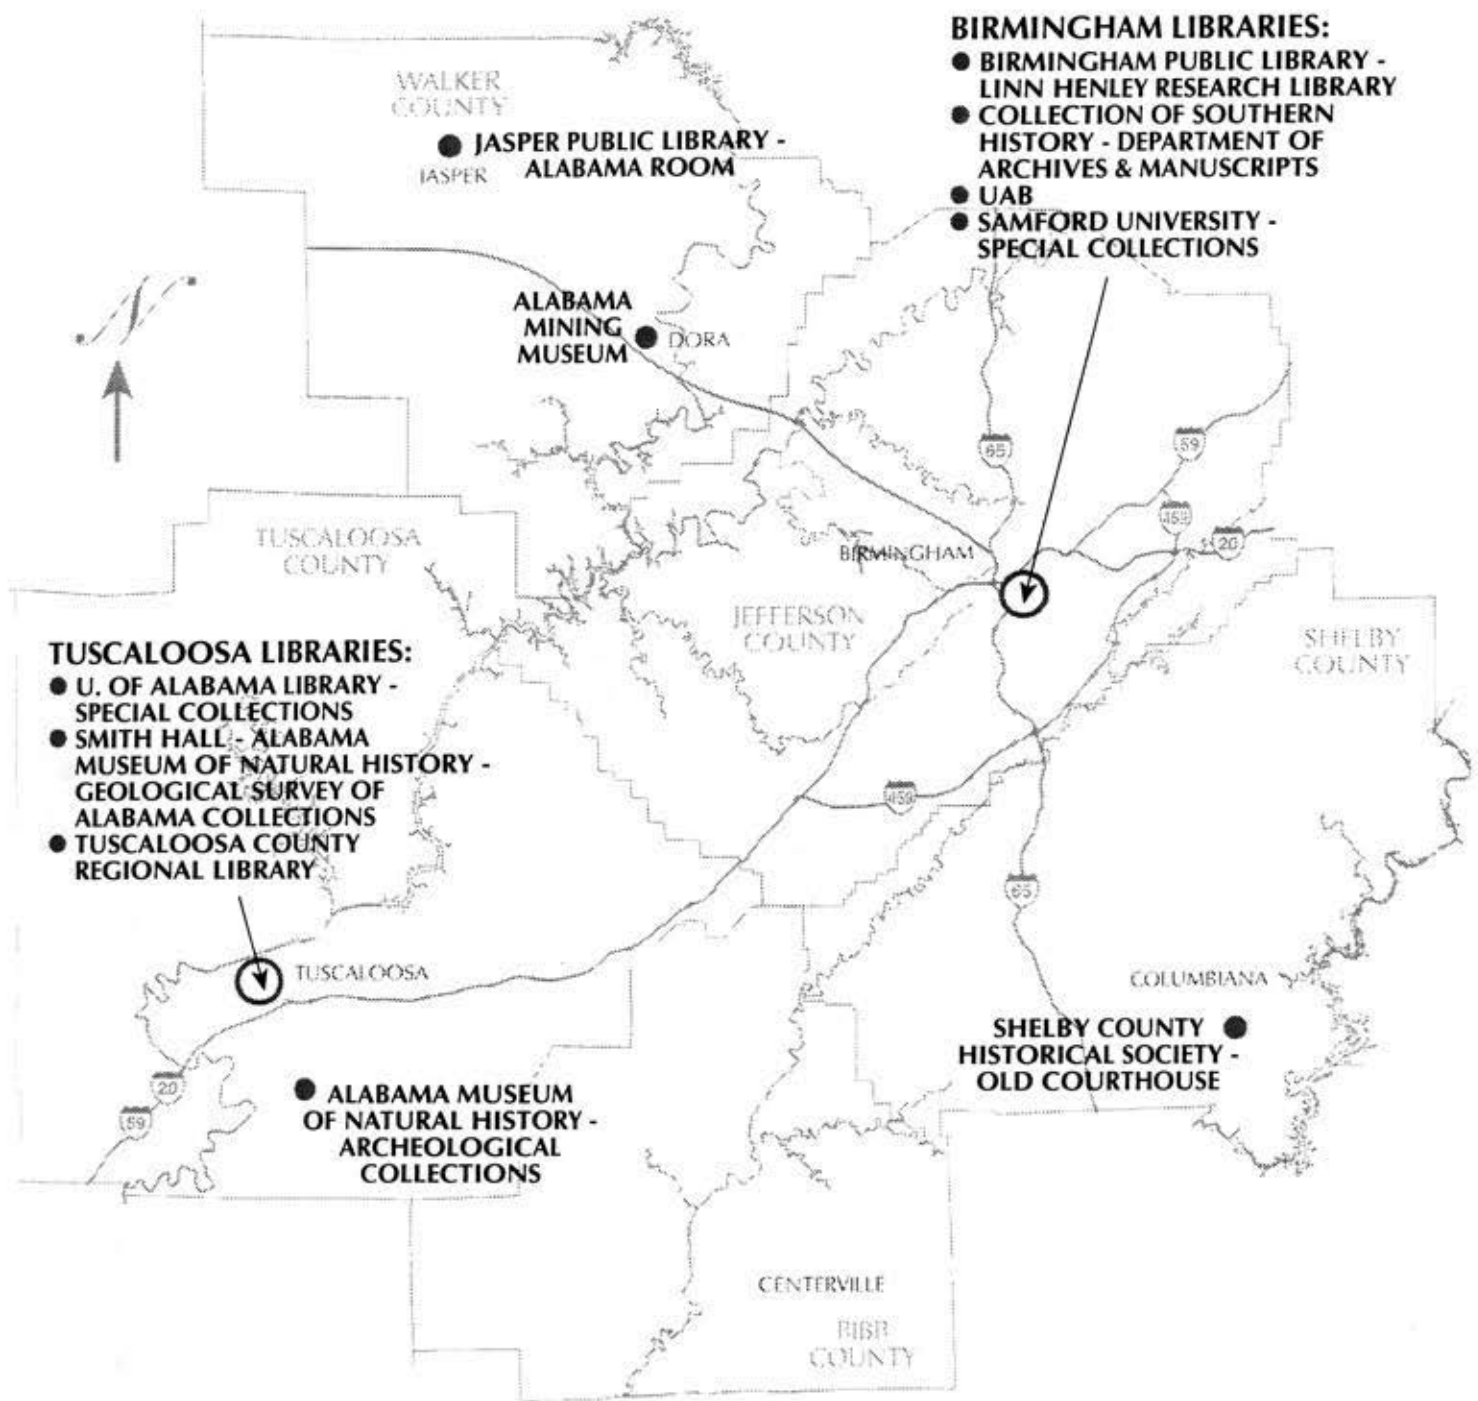 BIRMINGHAM LIBRARIES:
BIRMINGHAM PUBLIC LIBRARY -
LINN HENLEY RESEARCH LIBRARY
COLLECTION OF SOUTHERN
HISTORY - DEPARTMENT OF
ARCHIVES & MANUSCRIPTS
UAB
SAMFORD UNIVERSITY -
SPECIAL COLLECTIONS
WALKER
COUNTY
JASPER PUBLIC LIBRARY -
ALABAMA ROOM
JASPER
ALABAMA
MINING
MUSEUM
DORA
65
59
459
20
TUSCALOOSA
COUNTY
BIRMINGHAM
JEFFERSON
COUNTY
SHELBY
COUNTY
TUSCALOOSA LIBRARIES:
U. OF ALABAMA LIBRARY -
SPECIAL COLLECTIONS
SMITH HALL - ALABAMA
MUSEUM OF NATURAL HISTORY -
GEOLOGICAL SURVEY OF
ALABAMA COLLECTIONS
TUSCALOOSA COUNTY
REGIONAL LIBRARY
459
65
TUSCALOOSA
COLUMBIANA
SHELBY COUNTY
HISTORICAL SOCIETY -
OLD COURTHOUSE
20
59
ALABAMA MUSEUM
OF NATURAL HISTORY -
ARCHEOLOGICAL
COLLECTIONS
CENTERVILLE
BIBB
COUNTY